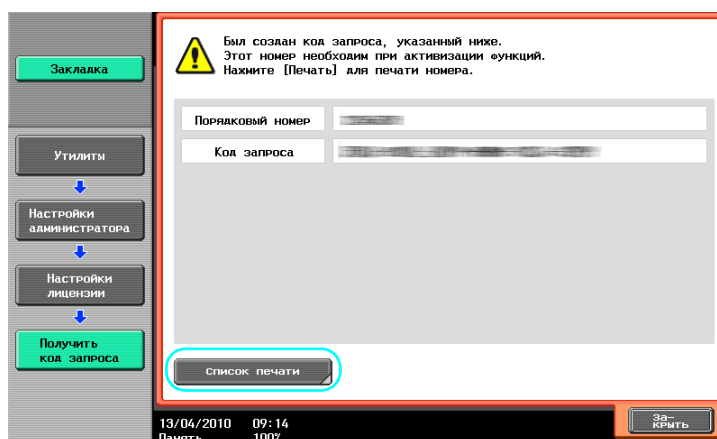 Закладка
Был создан код запроса, указанный ниже.
Этот номер необходим при активизации функций.
Нажмите [Печать] для печати номера.
Порядковый номер
Код запроса
Утилиты
Настройки
администратора
Настройки
лицензии
Получить
код запроса
Список печати
За-
крыть
13/04/2010 09:14
Память 100%